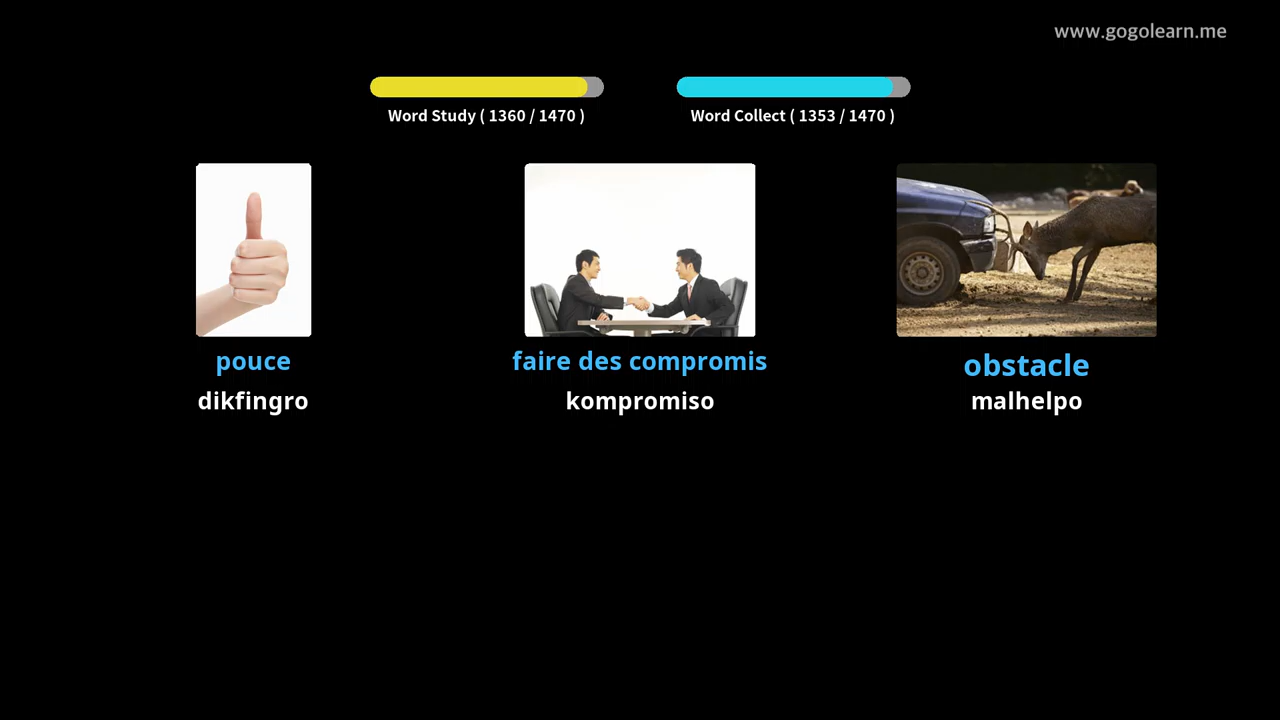 www.gogolearn.me
Word Study ( 1360 / 1470 )
Word Collect ( 1353 / 1470 )
pouce
faire des compromis
obstacle
dikfingro
kompromiso
malhelpo